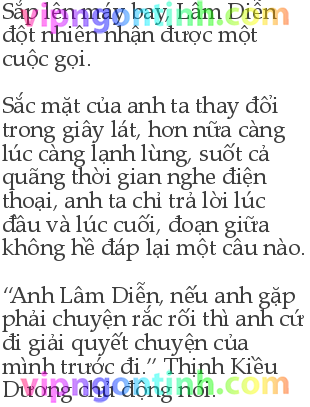 Sắp lên máy bay, Lâm Diễn
đột nhiên nhận được một
cuộc gọi.
Sắc mặt của anh ta thay đổi
trong giây lát, hơn nữa càng
lúc càng lạnh lùng, suốt cả
quãng thời gian nghe điện
thoại, anh ta chỉ trả lời lúc
đầu và lúc cuối, đoạn giữa
không hề đáp lại một câu nào.
“Anh Lâm Diễn, nếu anh gặp
phải chuyện rắc rối thì anh cứ
đi giải quyết chuyện của
mình trước đi.” Thịnh Kiều
Dương chủ động nói.
vipngontinh.com
vipngontinh.com